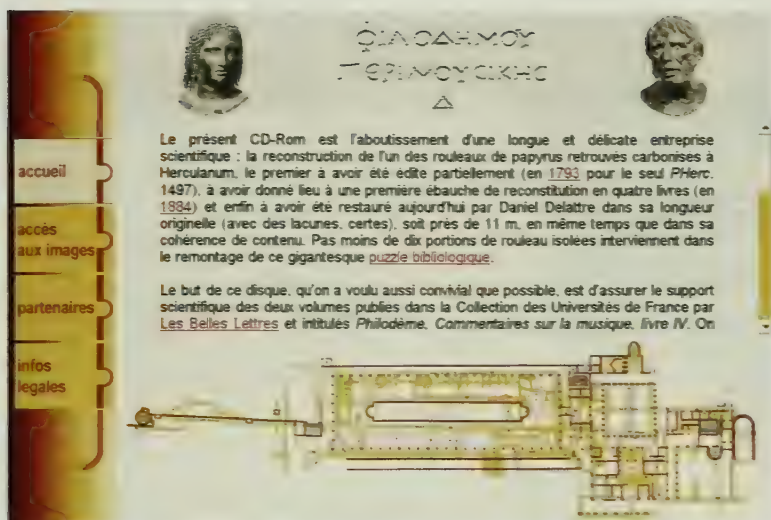 ΦΙΛΟΔΗΜΟΥ
ΠΕΡΙ ΜΟΥСΙΚΗС
Δ
Le présent CD-Rom est l'aboutissement d'une longue et délicate entreprise
scientifique : la reconstruction de l'un des rouleaux de papyrus retrouvés carbonisés à
Herculanum, le premier à avoir été édite partiellement (en 1793 pour le seul PHerc.
1497), à avoir donné lieu à une première ébauche de reconstitution en quatre livres (en
1884) et enfin à avoir été restauré aujourd'hui par Daniel Delattre dans sa longueur
originelle (avec des lacunes, certes), soit près de 11 m, en même temps que dans sa
cohérence de contenu. Pas moins de dix portions de rouleau isolées interviennent dans
le remontage de ce gigantesque puzzle bibliologique.
Le but de ce disque, qu'on a voulu aussi convivial que possible, est d'assurer le support
scientifique des deux volumes publiés dans la Collection des Universités de France par
Les Belles Lettres et intitulés Philodème, Commentaires sur la musique, livre IV. On
accueil
accès
aux images
partenaires
infos
legales